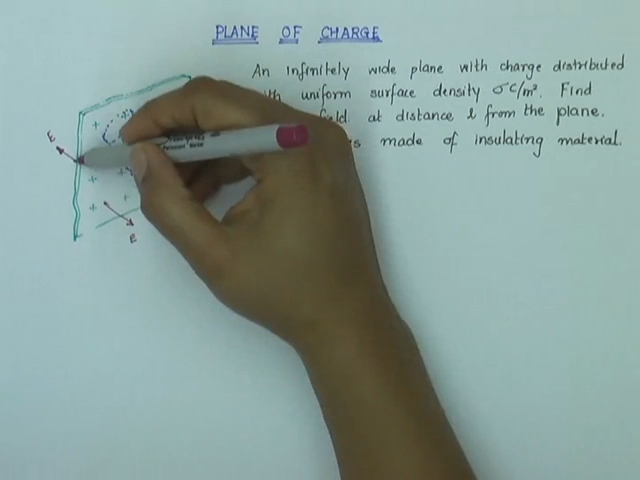 PLANE OF CHARGE
An infinitely wide plane with charge distributed
uniform surface density σ C/m². Find
field at distance l from the plane.
made of insulating material.
E
E